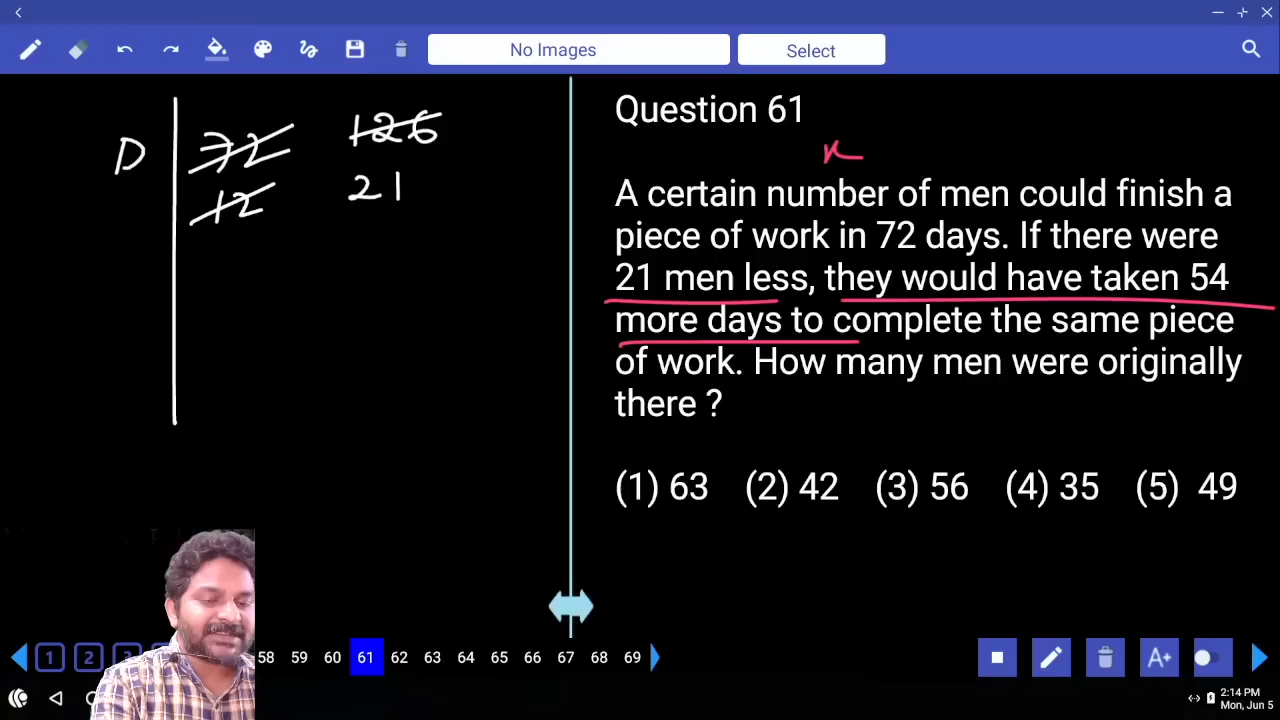 No Images
Select
D
72
126
12
21
Question 61
x
A certain number of men could finish a
piece of work in 72 days. If there were
21 men less, they would have taken 54
more days to complete the same piece
of work. How many men were originally
there ?
(1) 63 (2) 42 (3) 56 (4) 35 (5) 49
1 2 58 59 60 61 62 63 64 65 66 67 68 69
A+
2:14 PM
Mon, Jun 5